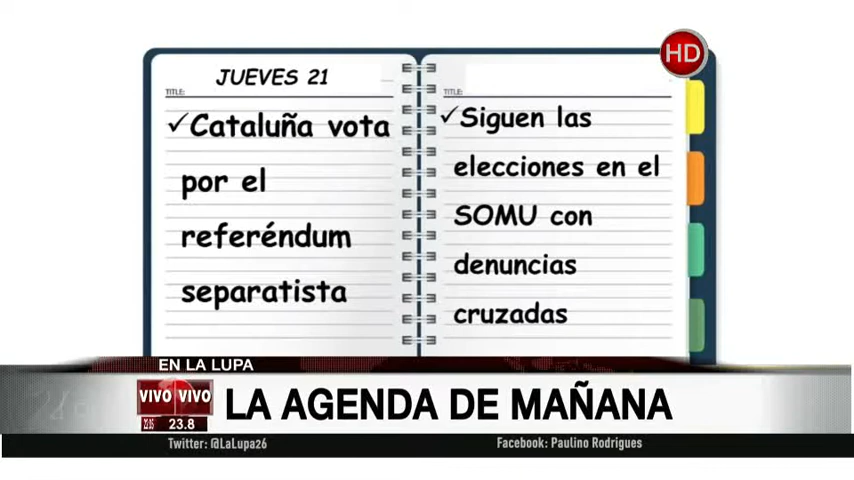 HD
JUEVES 21
TITLE:
✓Cataluña vota
por el
referéndum
separatista
TITLE:
✓Siguen las
elecciones en el
SOMU con
denuncias
cruzadas
EN LA LUPA
VIVO VIVO
23.8
LA AGENDA DE MAÑANA
Twitter: @LaLupa26
Facebook: Paulino Rodrigues